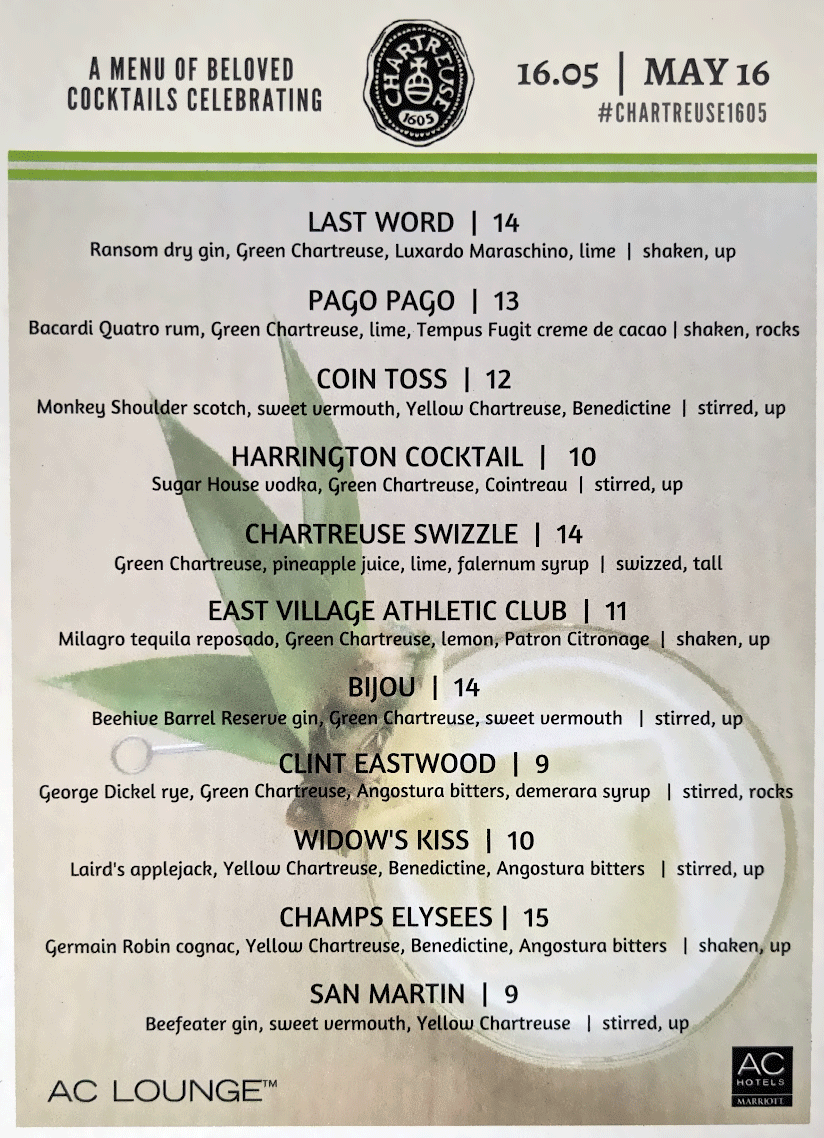 A MENU OF BELOVED
COCKTAILS CELEBRATING
CHARTREUSE
1605
16.05 | MAY 16
#CHARTREUSE1605
LAST WORD | 14
Ransom dry gin, Green Chartreuse, Luxardo Maraschino, lime | shaken, up
PAGO PAGO | 13
Bacardi Quatro rum, Green Chartreuse, lime, Tempus Fugit creme de cacao | shaken, rocks
COIN TOSS | 12
Monkey Shoulder scotch, sweet vermouth, Yellow Chartreuse, Benedictine | stirred, up
HARRINGTON COCKTAIL | 10
Sugar House vodka, Green Chartreuse, Cointreau | stirred, up
CHARTREUSE SWIZZLE | 14
Green Chartreuse, pineapple juice, lime, falernum syrup | swizzed, tall
EAST VILLAGE ATHLETIC CLUB | 11
Milagro tequila reposado, Green Chartreuse, lemon, Patron Citronage | shaken, up
BIJOU | 14
Beehive Barrel Reserve gin, Green Chartreuse, sweet vermouth | stirred, up
CLINT EASTWOOD | 9
George Dickel rye, Green Chartreuse, Angostura bitters, demerara syrup | stirred, rocks
WIDOW'S KISS | 10
Laird's applejack, Yellow Chartreuse, Benedictine, Angostura bitters | stirred, up
CHAMPS ELYSEES | 15
Germain Robin cognac, Yellow Chartreuse, Benedictine, Angostura bitters | shaken, up
SAN MARTIN | 9
Beefeater gin, sweet vermouth, Yellow Chartreuse | stirred, up
AC LOUNGE™
AC
HOTELS
MARRIOTT